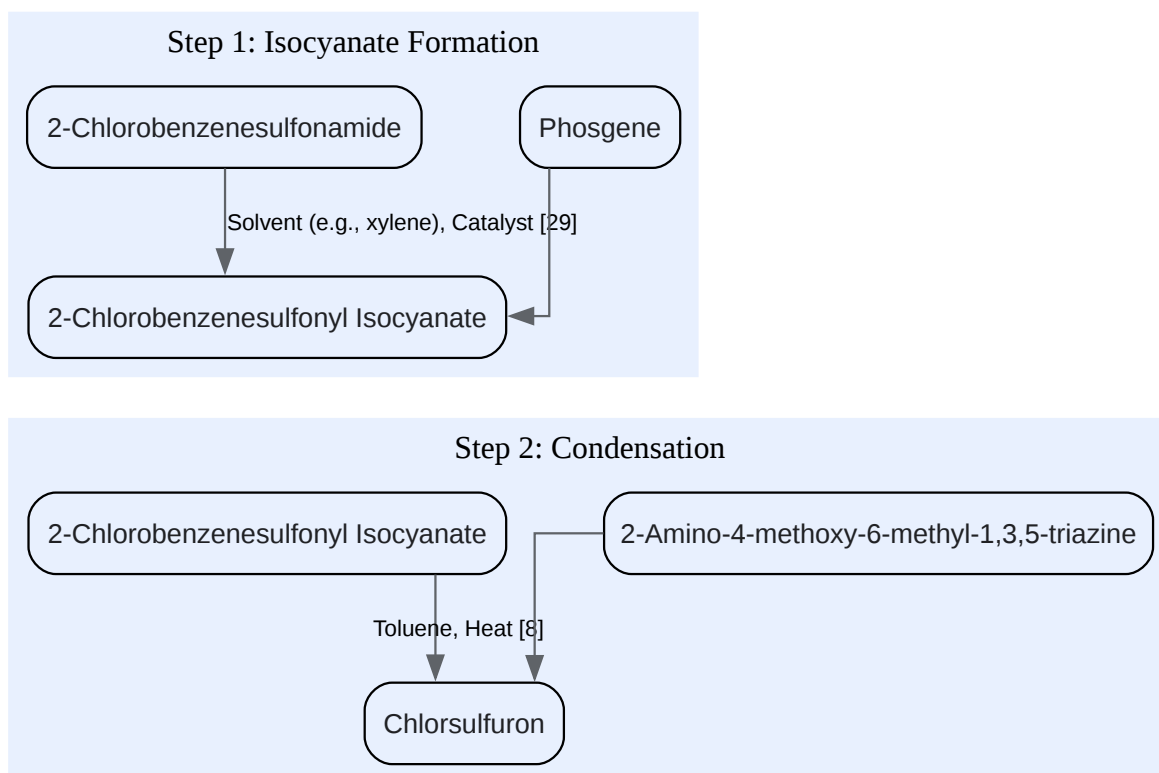 Step 1: Isocyanate Formation
2-Chlorobenzenesulfonamide
Phosgene
Solvent (e.g., xylene), Catalyst [29]
2-Chlorobenzenesulfonyl Isocyanate
Step 2: Condensation
2-Chlorobenzenesulfonyl Isocyanate
2-Amino-4-methoxy-6-methyl-1,3,5-triazine
Toluene, Heat [8]
Chlorsulfuron